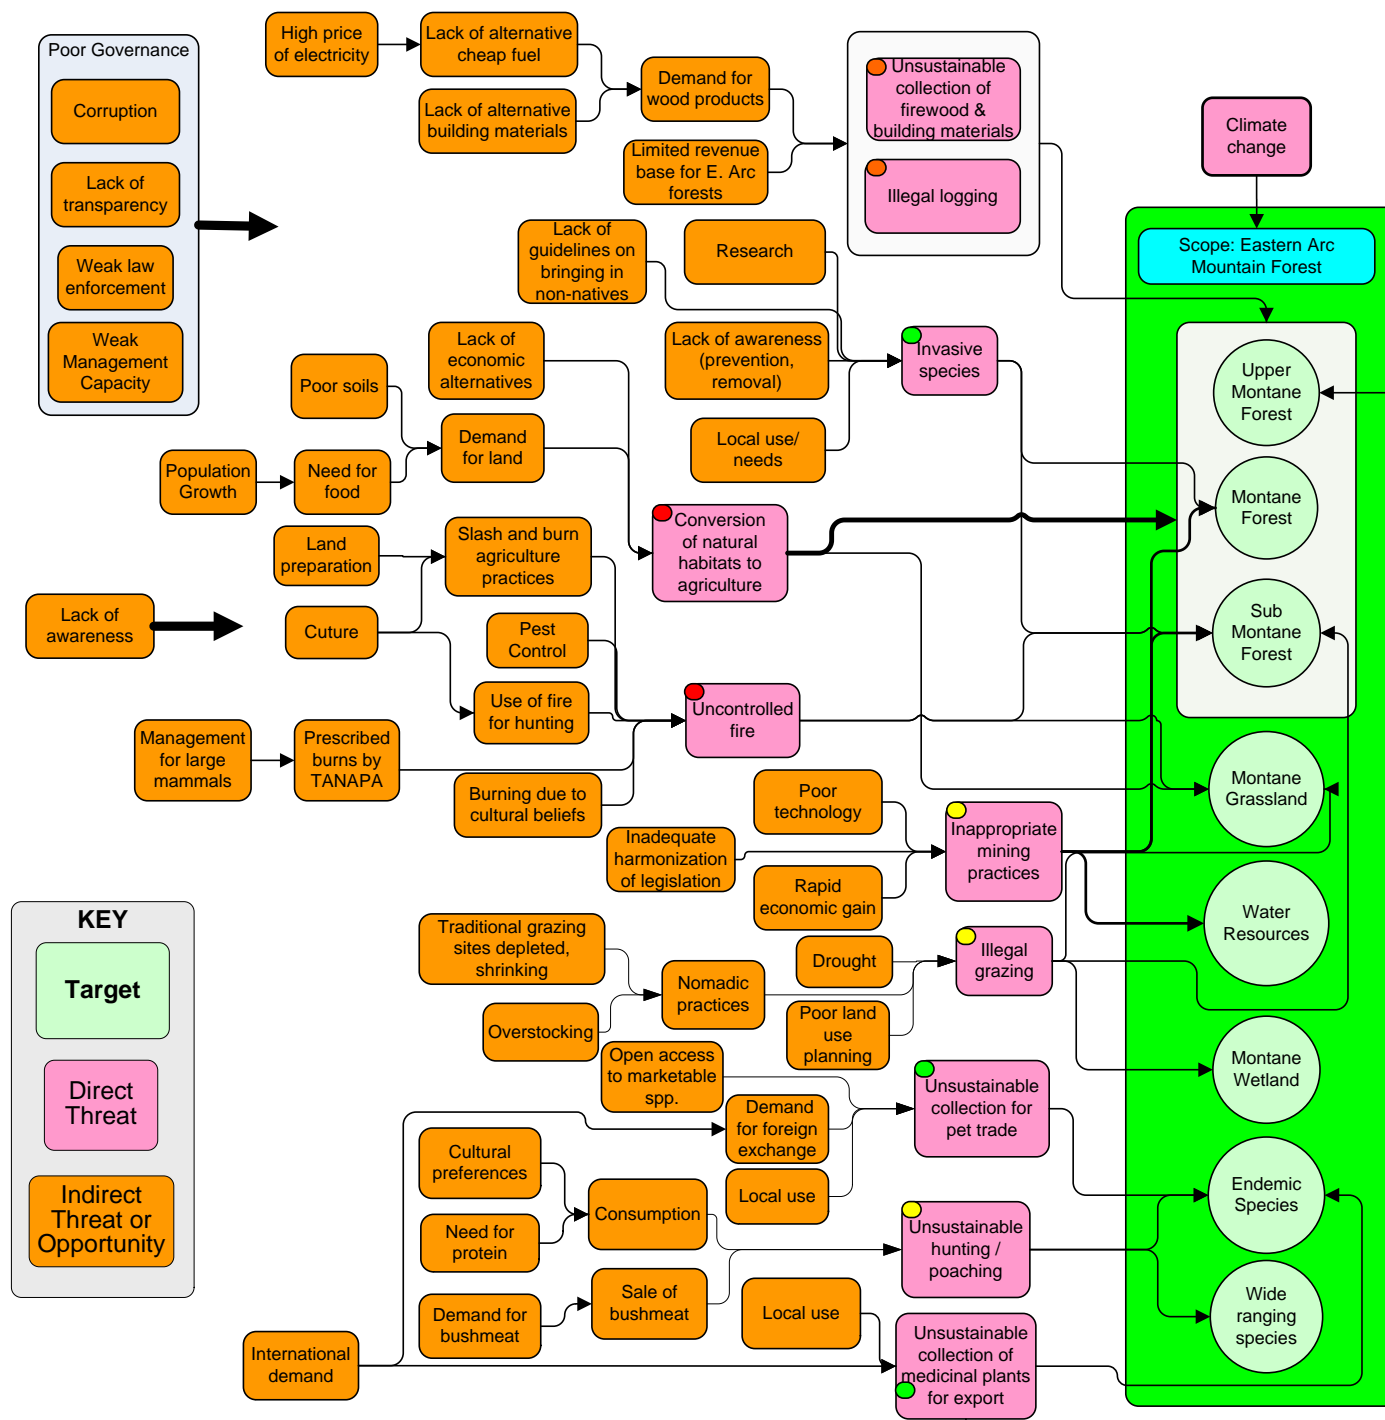 Poor Governance
Corruption
Lack of
transparency
Weak law
enforcement
Weak
Management
Capacity
High price
of electricity
Lack of alternative
cheap fuel
Lack of alternative
building materials
Demand for
wood products
Limited revenue
base for E. Arc
forests
Unsustainable
collection of
firewood &
building materials
Illegal logging
Climate
change
Scope: Eastern Arc
Mountain Forest
Lack of
guidelines on
bringing in
non-natives
Research
Lack of awareness
(prevention,
removal)
Local use/
needs
Invasive
species
Lack of
economic
alternatives
Poor soils
Population
Growth
Need for
food
Demand
for land
Conversion
of natural
habitats to
agriculture
Land
preparation
Slash and burn
agriculture
practices
Lack of
awareness
Cuture
Pest
Control
Use of fire
for hunting
Management
for large
mammals
Prescribed
burns by
TANAPA
Burning due to
cultural beliefs
Uncontrolled
fire
Poor
technology
Inadequate
harmonization
of legislation
Rapid
economic gain
Inappropriate
mining
practices
Traditional grazing
sites depleted,
shrinking
Overstocking
Nomadic
practices
Drought
Poor land
use
planning
Illegal
grazing
Open access
to marketable
spp.
Demand
for foreign
exchange
Local use
Unsustainable
collection for
pet trade
Cultural
preferences
Need for
protein
Consumption
Demand for
bushmeat
Sale of
bushmeat
Unsustainable
hunting /
poaching
International
demand
Local use
Unsustainable
collection of
medicinal plants
for export
Upper
Montane
Forest
Montane
Forest
Sub
Montane
Forest
Montane
Grassland
Water
Resources
Montane
Wetland
Endemic
Species
Wide
ranging
species
KEY
Target
Direct
Threat
Indirect
Threat or
Opportunity